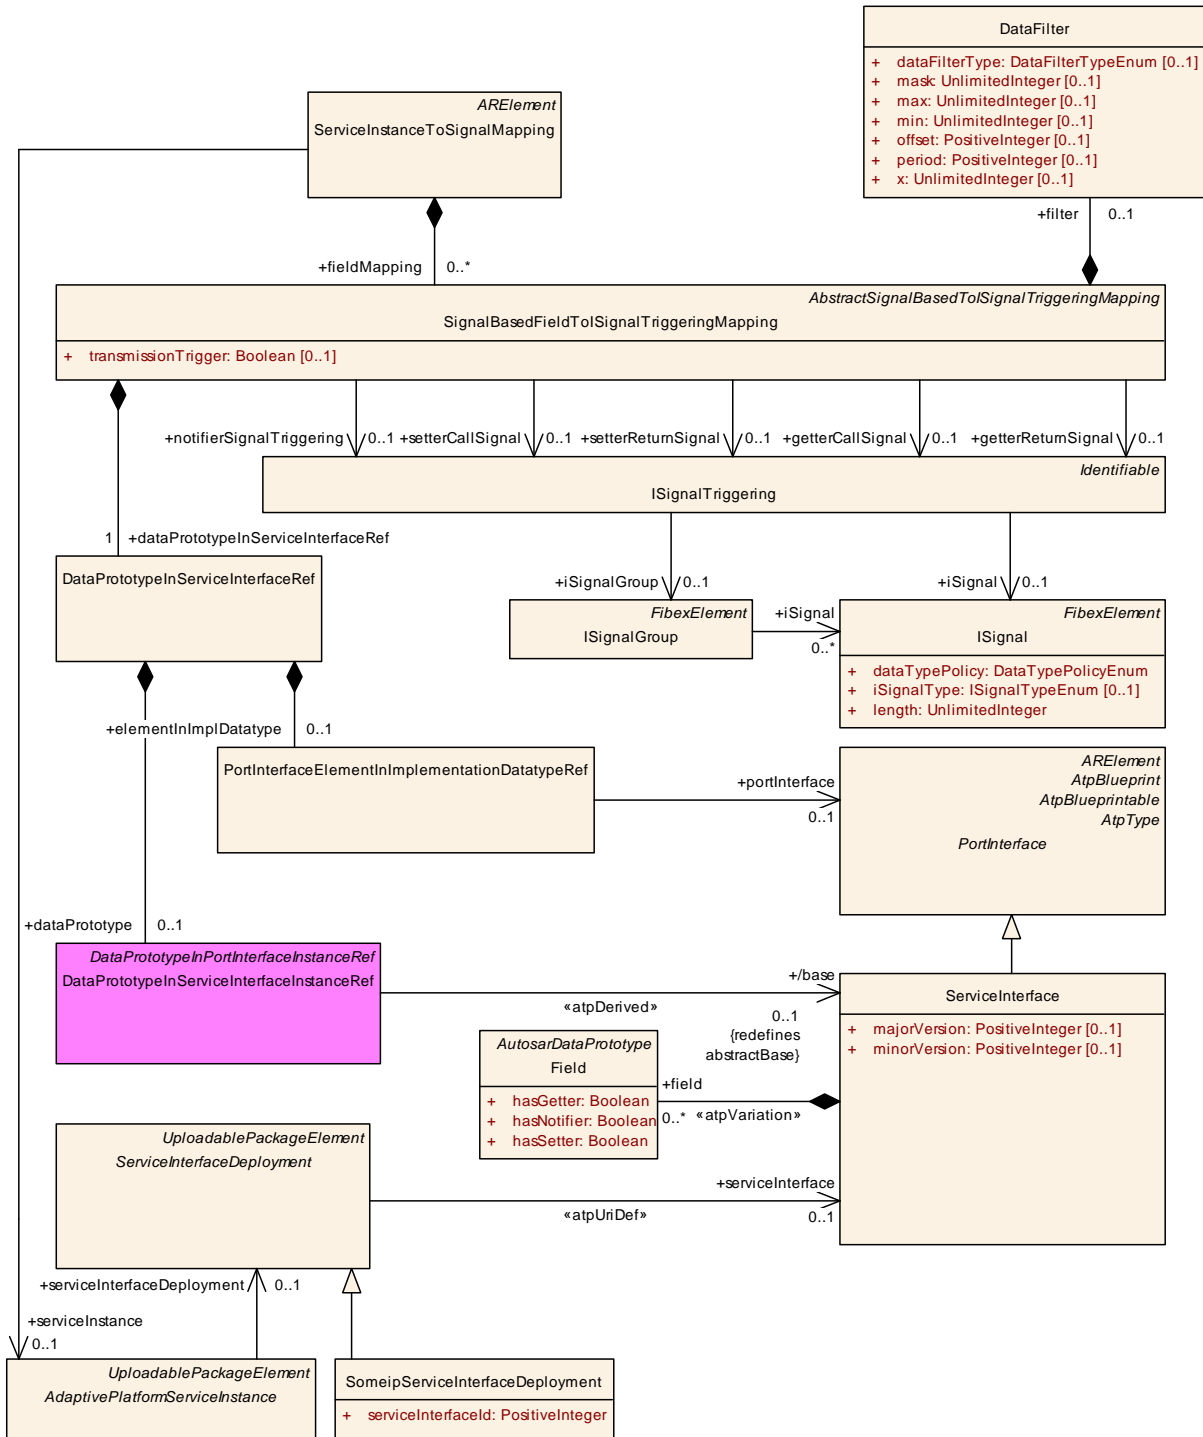 DataFilter
+ dataFilterType: DataFilterTypeEnum [0..1]
+ mask: UnlimitedInteger [0..1]
+ max: UnlimitedInteger [0..1]
+ min: UnlimitedInteger [0..1]
+ offset: PositiveInteger [0..1]
+ period: PositiveInteger [0..1]
+ x: UnlimitedInteger [0..1]
ARElement
ServiceInstanceToSignalMapping
+filter 0..1
+fieldMapping 0..*
AbstractSignalBasedToISignalTriggeringMapping
SignalBasedFieldToISignalTriggeringMapping
+ transmissionTrigger: Boolean [0..1]
+notifierSignalTriggering 0..1 +setterCallSignal 0..1 +setterReturnSignal 0..1 +getterCallSignal 0..1 +getterReturnSignal 0..1
Identifiable
ISignalTriggering
1 +dataPrototypeInServiceInterfaceRef
DataPrototypeInServiceInterfaceRef
+iSignalGroup 0..1 +iSignal 0..1
FibexElement
ISignalGroup
+iSignal
0..*
FibexElement
ISignal
+ dataTypePolicy: DataTypePolicyEnum
+ iSignalType: ISignalTypeEnum [0..1]
+ length: UnlimitedInteger
+elementInImplDatatype 0..1
PortInterfaceElementInImplementationDatatypeRef
+portInterface
0..1
ARElement
AtpBlueprint
AtpBlueprintable
AtpType
PortInterface
+dataPrototype 0..1
DataPrototypeInPortInterfaceInstanceRef
DataPrototypeInServiceInterfaceInstanceRef
+/base
«atpDerived»
0..1
{redefines
abstractBase}
ServiceInterface
+ majorVersion: PositiveInteger [0..1]
+ minorVersion: PositiveInteger [0..1]
AutosarDataPrototype
Field
+ hasGetter: Boolean
+ hasNotifier: Boolean
+ hasSetter: Boolean
+field
0..* «atpVariation»
UploadablePackageElement
ServiceInterfaceDeployment
+serviceInterface
«atpUriDef»
0..1
+serviceInterfaceDeployment 0..1
+serviceInstance
0..1
UploadablePackageElement
AdaptivePlatformServiceInstance
SomeipServiceInterfaceDeployment
+ serviceInterfaceId: PositiveInteger